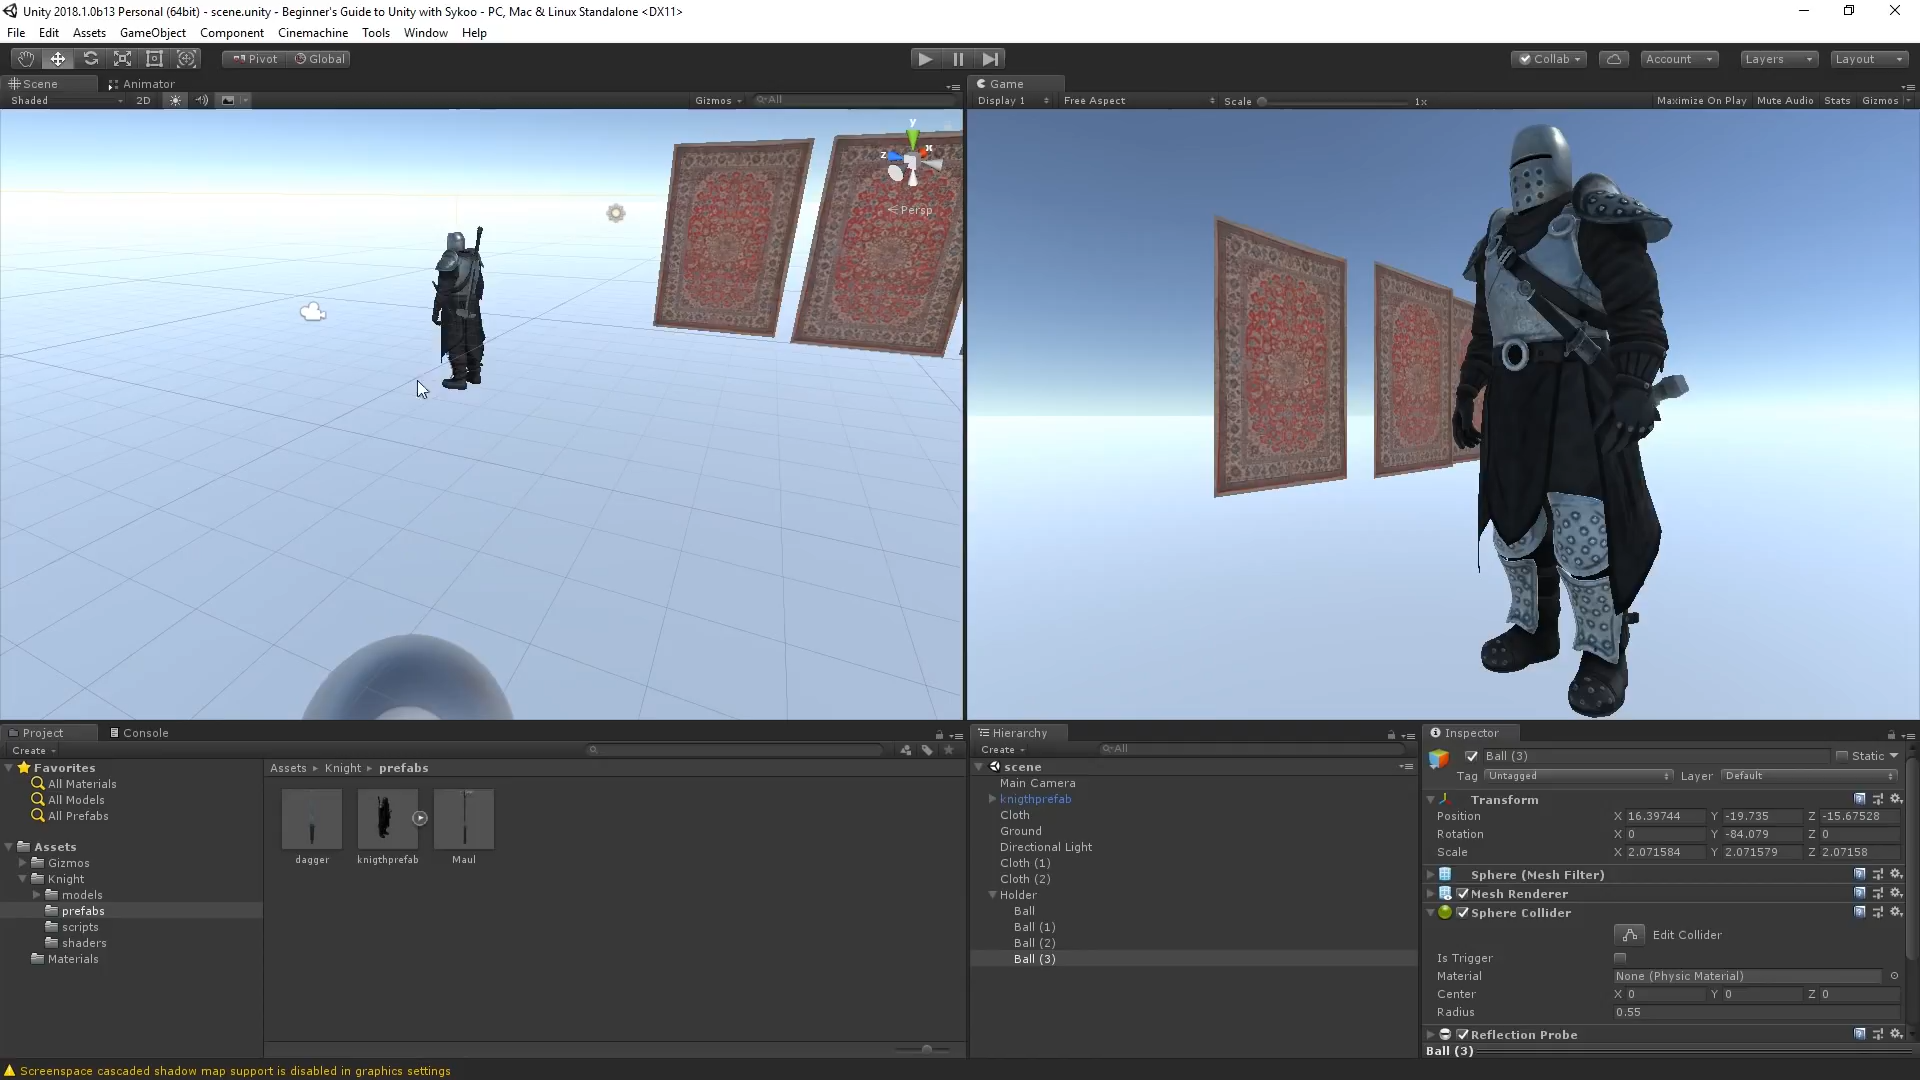 Unity 2018.1.0b13 Personal (64bit) - scene.unity - Beginner's Guide to Unity with Sykoo - PC, Mac & Linux Standalone <DX11>
File Edit Assets GameObject Component Cinemachine Tools Window Help
Pivot Global Collab Account Layers Layout
Scene Animator
Shaded 2D Gizmos All
y
z x
Persp
Game
Display 1 Free Aspect Scale 1x Maximize On Play Mute Audio Stats Gizmos
Project Console
Create
Favorites
All Materials
All Models
All Prefabs
Assets
Gizmos
Knight
models
prefabs
scripts
shaders
Materials
Assets Knight prefabs
dagger knigthprefab Maul
Hierarchy
Create All
scene
Main Camera
knigthprefab
Cloth
Ground
Directional Light
Cloth (1)
Cloth (2)
Holder
Ball
Ball (1)
Ball (2)
Ball (3)
Inspector
Ball (3) Static
Tag Untagged Layer Default
Transform
Position X 16.39744 Y -19.735 Z -15.67528
Rotation X 0 Y -84.079 Z 0
Scale X 2.071584 Y 2.071579 Z 2.07158
Sphere (Mesh Filter)
Mesh Renderer
Sphere Collider
Edit Collider
Is Trigger
Material None (Physic Material)
Center X 0 Y 0 Z 0
Radius 0.55
Reflection Probe
Ball (3)
Screenspace cascaded shadow map support is disabled in graphics settings